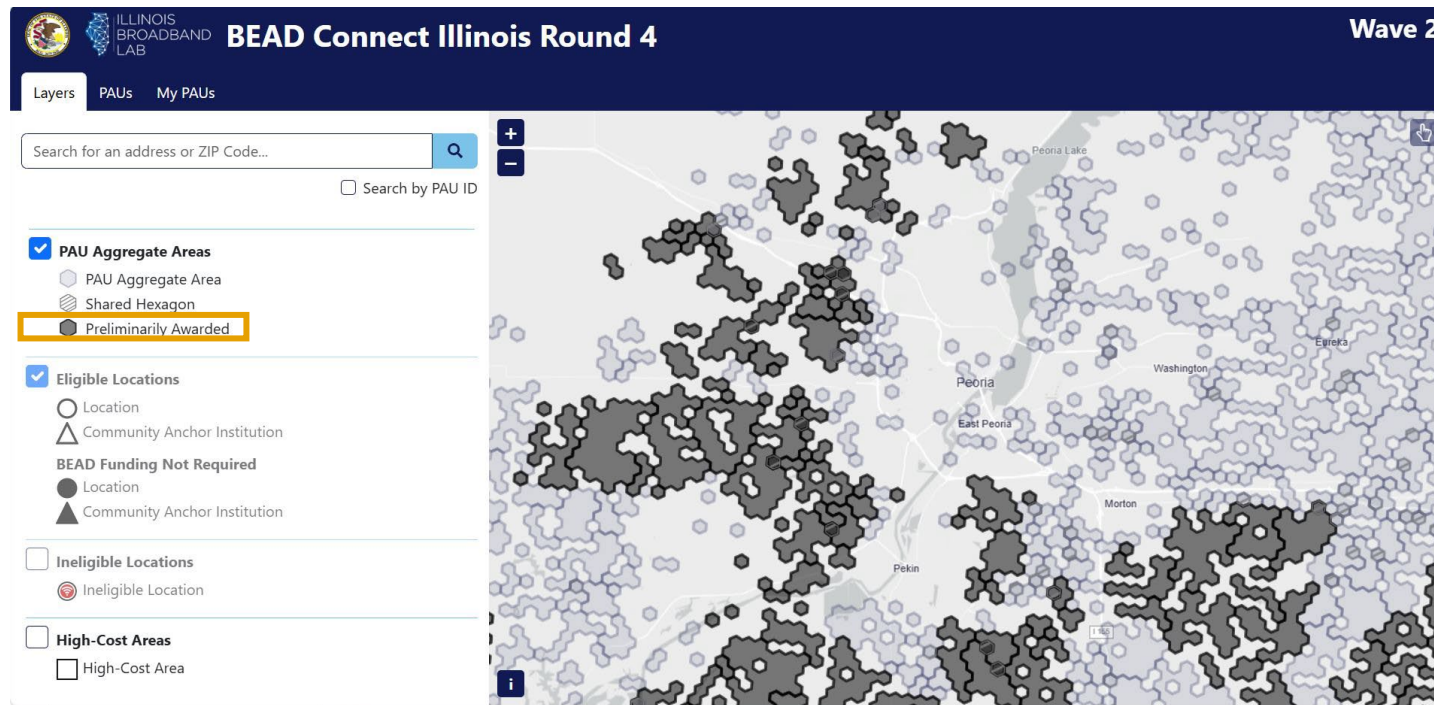 ILLINOIS
BROADBAND
LAB
BEAD Connect Illinois Round 4
Wave 2
Layers PAUs My PAUs
Search for an address or ZIP Code...
Search by PAU ID
PAU Aggregate Areas
PAU Aggregate Area
Shared Hexagon
Preliminarily Awarded
Eligible Locations
Location
Community Anchor Institution
BEAD Funding Not Required
Location
Community Anchor Institution
Ineligible Locations
Ineligible Location
High-Cost Areas
High-Cost Area
+
−
Peoria Lake
Eureka
Washington
Peoria
East Peoria
Morton
Pekin
I 155
i